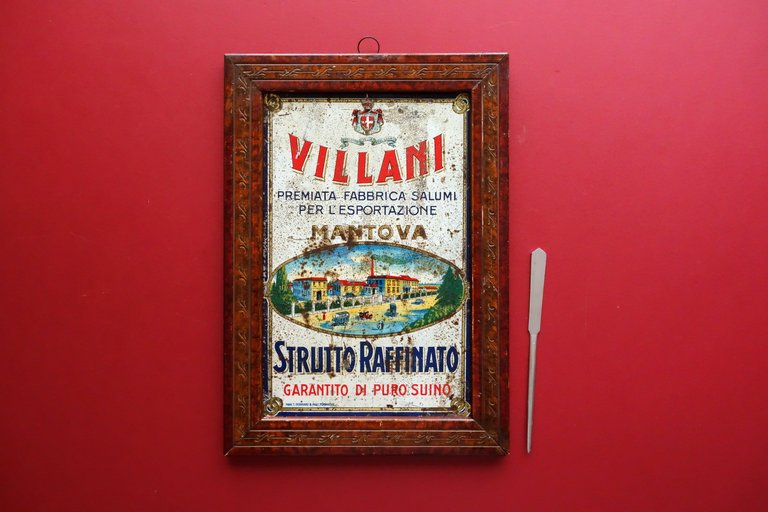 VILLANI
PREMIATA FABBRICA SALUMI
PER L'ESPORTAZIONE
MANTOVA
STRUTTO RAFFINATO
GARANTITO DI PURO SUINO